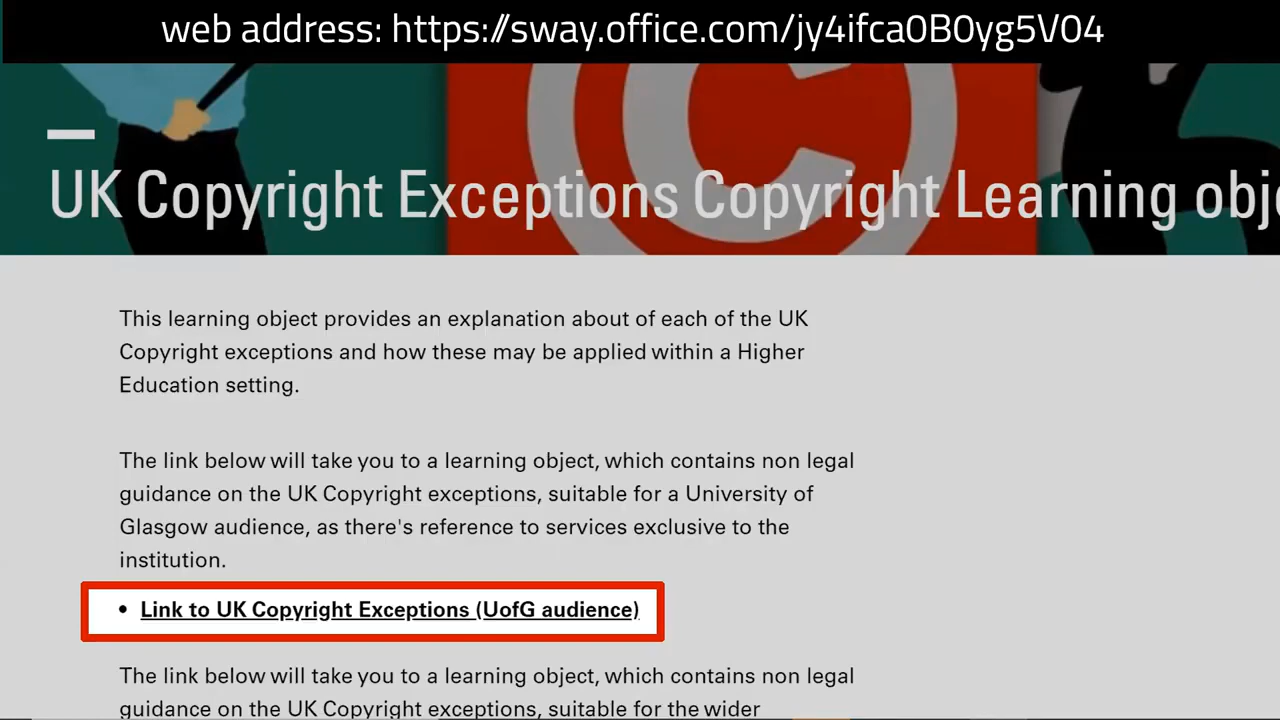 web address: https://sway.office.com/jy4ifca0B0yg5V04
UK Copyright Exceptions Copyright Learning obj
This learning object provides an explanation about of each of the UK
Copyright exceptions and how these may be applied within a Higher
Education setting.
The link below will take you to a learning object, which contains non legal
guidance on the UK Copyright exceptions, suitable for a University of
Glasgow audience, as there's reference to services exclusive to the
institution.
• Link to UK Copyright Exceptions (UofG audience)
The link below will take you to a learning object, which contains non legal
guidance on the UK Copyright exceptions, suitable for the wider